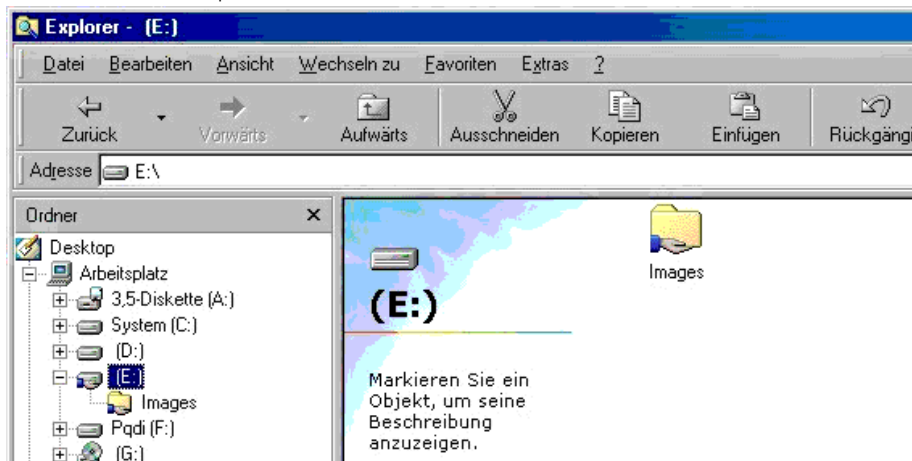 Explorer - (E:)
Datei Bearbeiten Ansicht Wechseln zu Favoriten Extras ?
Zurück Vorwärts Aufwärts Ausschneiden Kopieren Einfügen Rückgängi
Adresse E:\
Ordner
Desktop
Arbeitsplatz
3,5-Diskette (A:)
System (C:)
(D:)
(E:)
Images
Pqdi (F:)
(G:)
(E:)
Markieren Sie ein
Objekt, um seine
Beschreibung
anzuzeigen.
Images